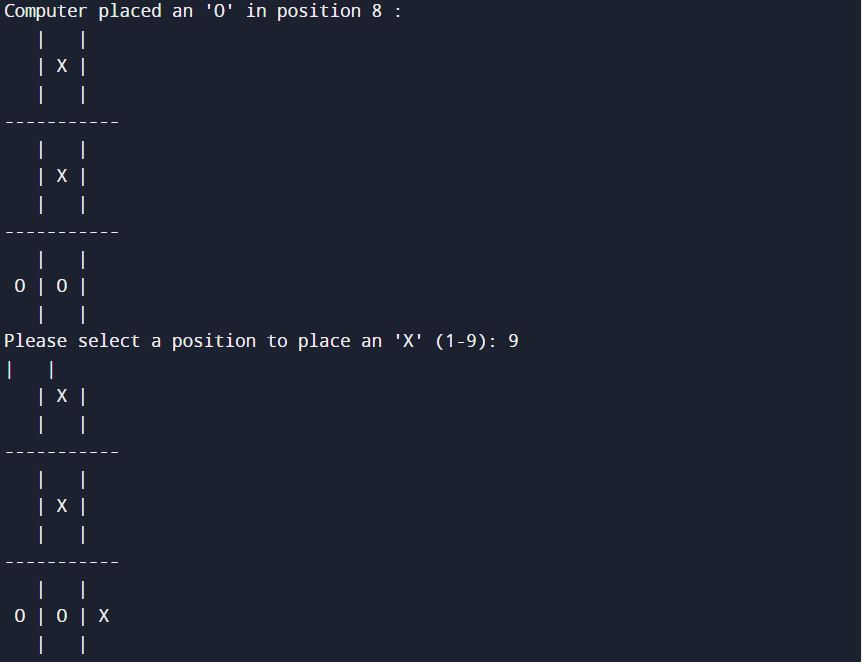 Computer placed an 'O' in position 8 :
   |   |
   | X |
   |   |
-----------
   |   |
   | X |
   |   |
-----------
   |   |
 O | O |
   |   |
Please select a position to place an 'X' (1-9): 9
|   |
   | X |
   |   |
-----------
   |   |
   | X |
   |   |
-----------
   |   |
 O | O | X
   |   |